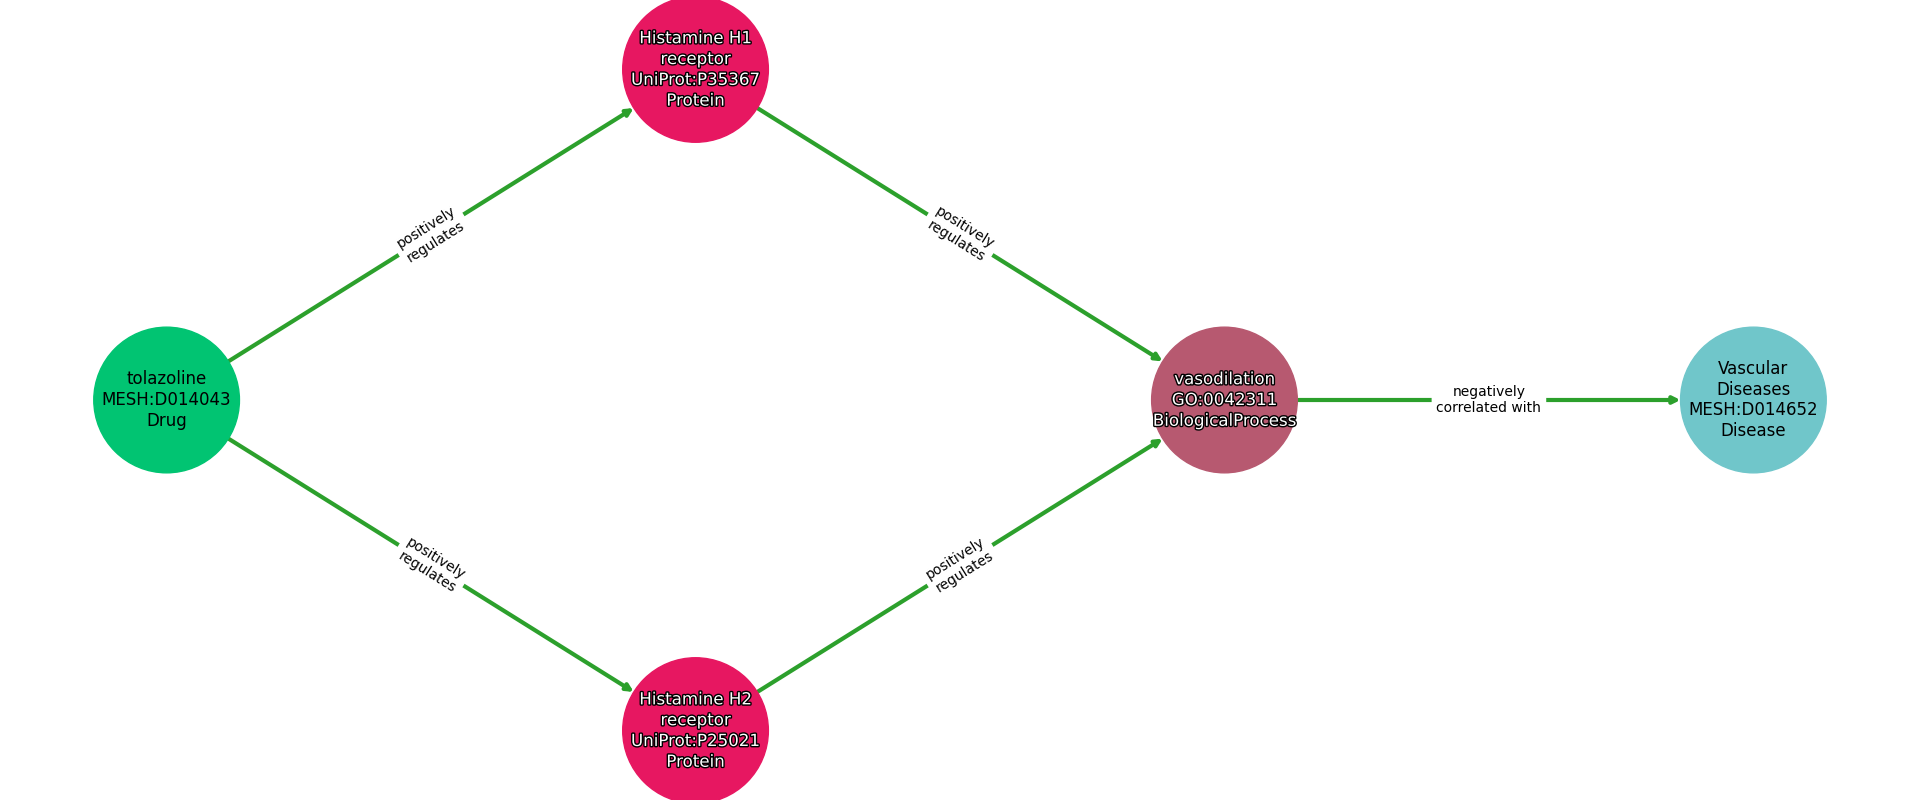 Histamine H1
receptor
UniProt:P35367
Protein
positively
regulates
positively
regulates
tolazoline
MESH:D014043
Drug
vasodilation
GO:0042311
BiologicalProcess
negatively
correlated with
Vascular
Diseases
MESH:D014652
Disease
positively
regulates
positively
regulates
Histamine H2
receptor
UniProt:P25021
Protein